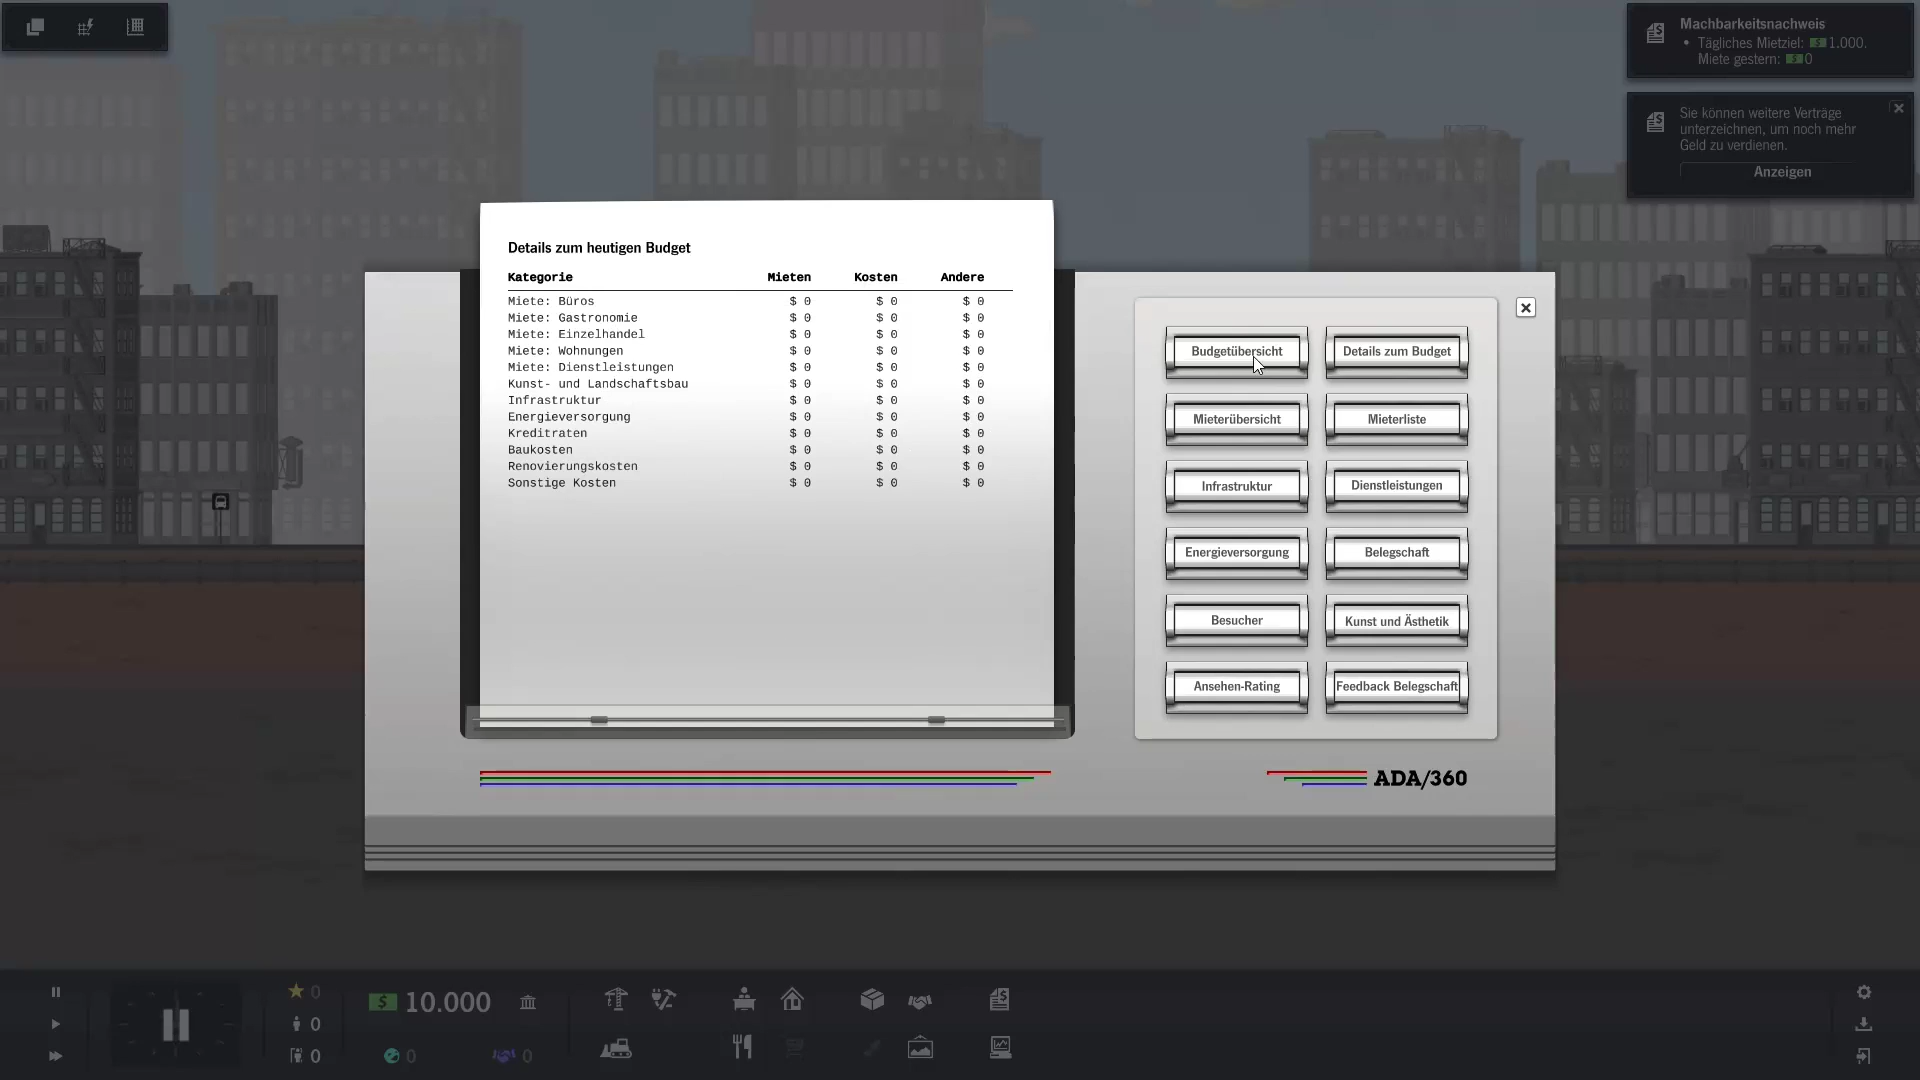 Machbarkeitsnachweis
• Tägliches Mietziel: $ 1.000.
Miete gestern: $ 0
Sie können weitere Verträge
unterzeichnen, um noch mehr
Geld zu verdienen.
Anzeigen
Details zum heutigen Budget
Kategorie Mieten Kosten Andere
Miete: Büros $ 0 $ 0 $ 0
Miete: Gastronomie $ 0 $ 0 $ 0
Miete: Einzelhandel $ 0 $ 0 $ 0
Miete: Wohnungen $ 0 $ 0 $ 0
Miete: Dienstleistungen $ 0 $ 0 $ 0
Kunst- und Landschaftsbau $ 0 $ 0 $ 0
Infrastruktur $ 0 $ 0 $ 0
Energieversorgung $ 0 $ 0 $ 0
Kreditraten $ 0 $ 0 $ 0
Baukosten $ 0 $ 0 $ 0
Renovierungskosten $ 0 $ 0 $ 0
Sonstige Kosten $ 0 $ 0 $ 0
Budgetübersicht Details zum Budget
Mieterübersicht Mieterliste
Infrastruktur Dienstleistungen
Energieversorgung Belegschaft
Besucher Kunst und Ästhetik
Ansehen-Rating Feedback Belegschaft
ADA/360
0
0
0
$ 10.000
0 0